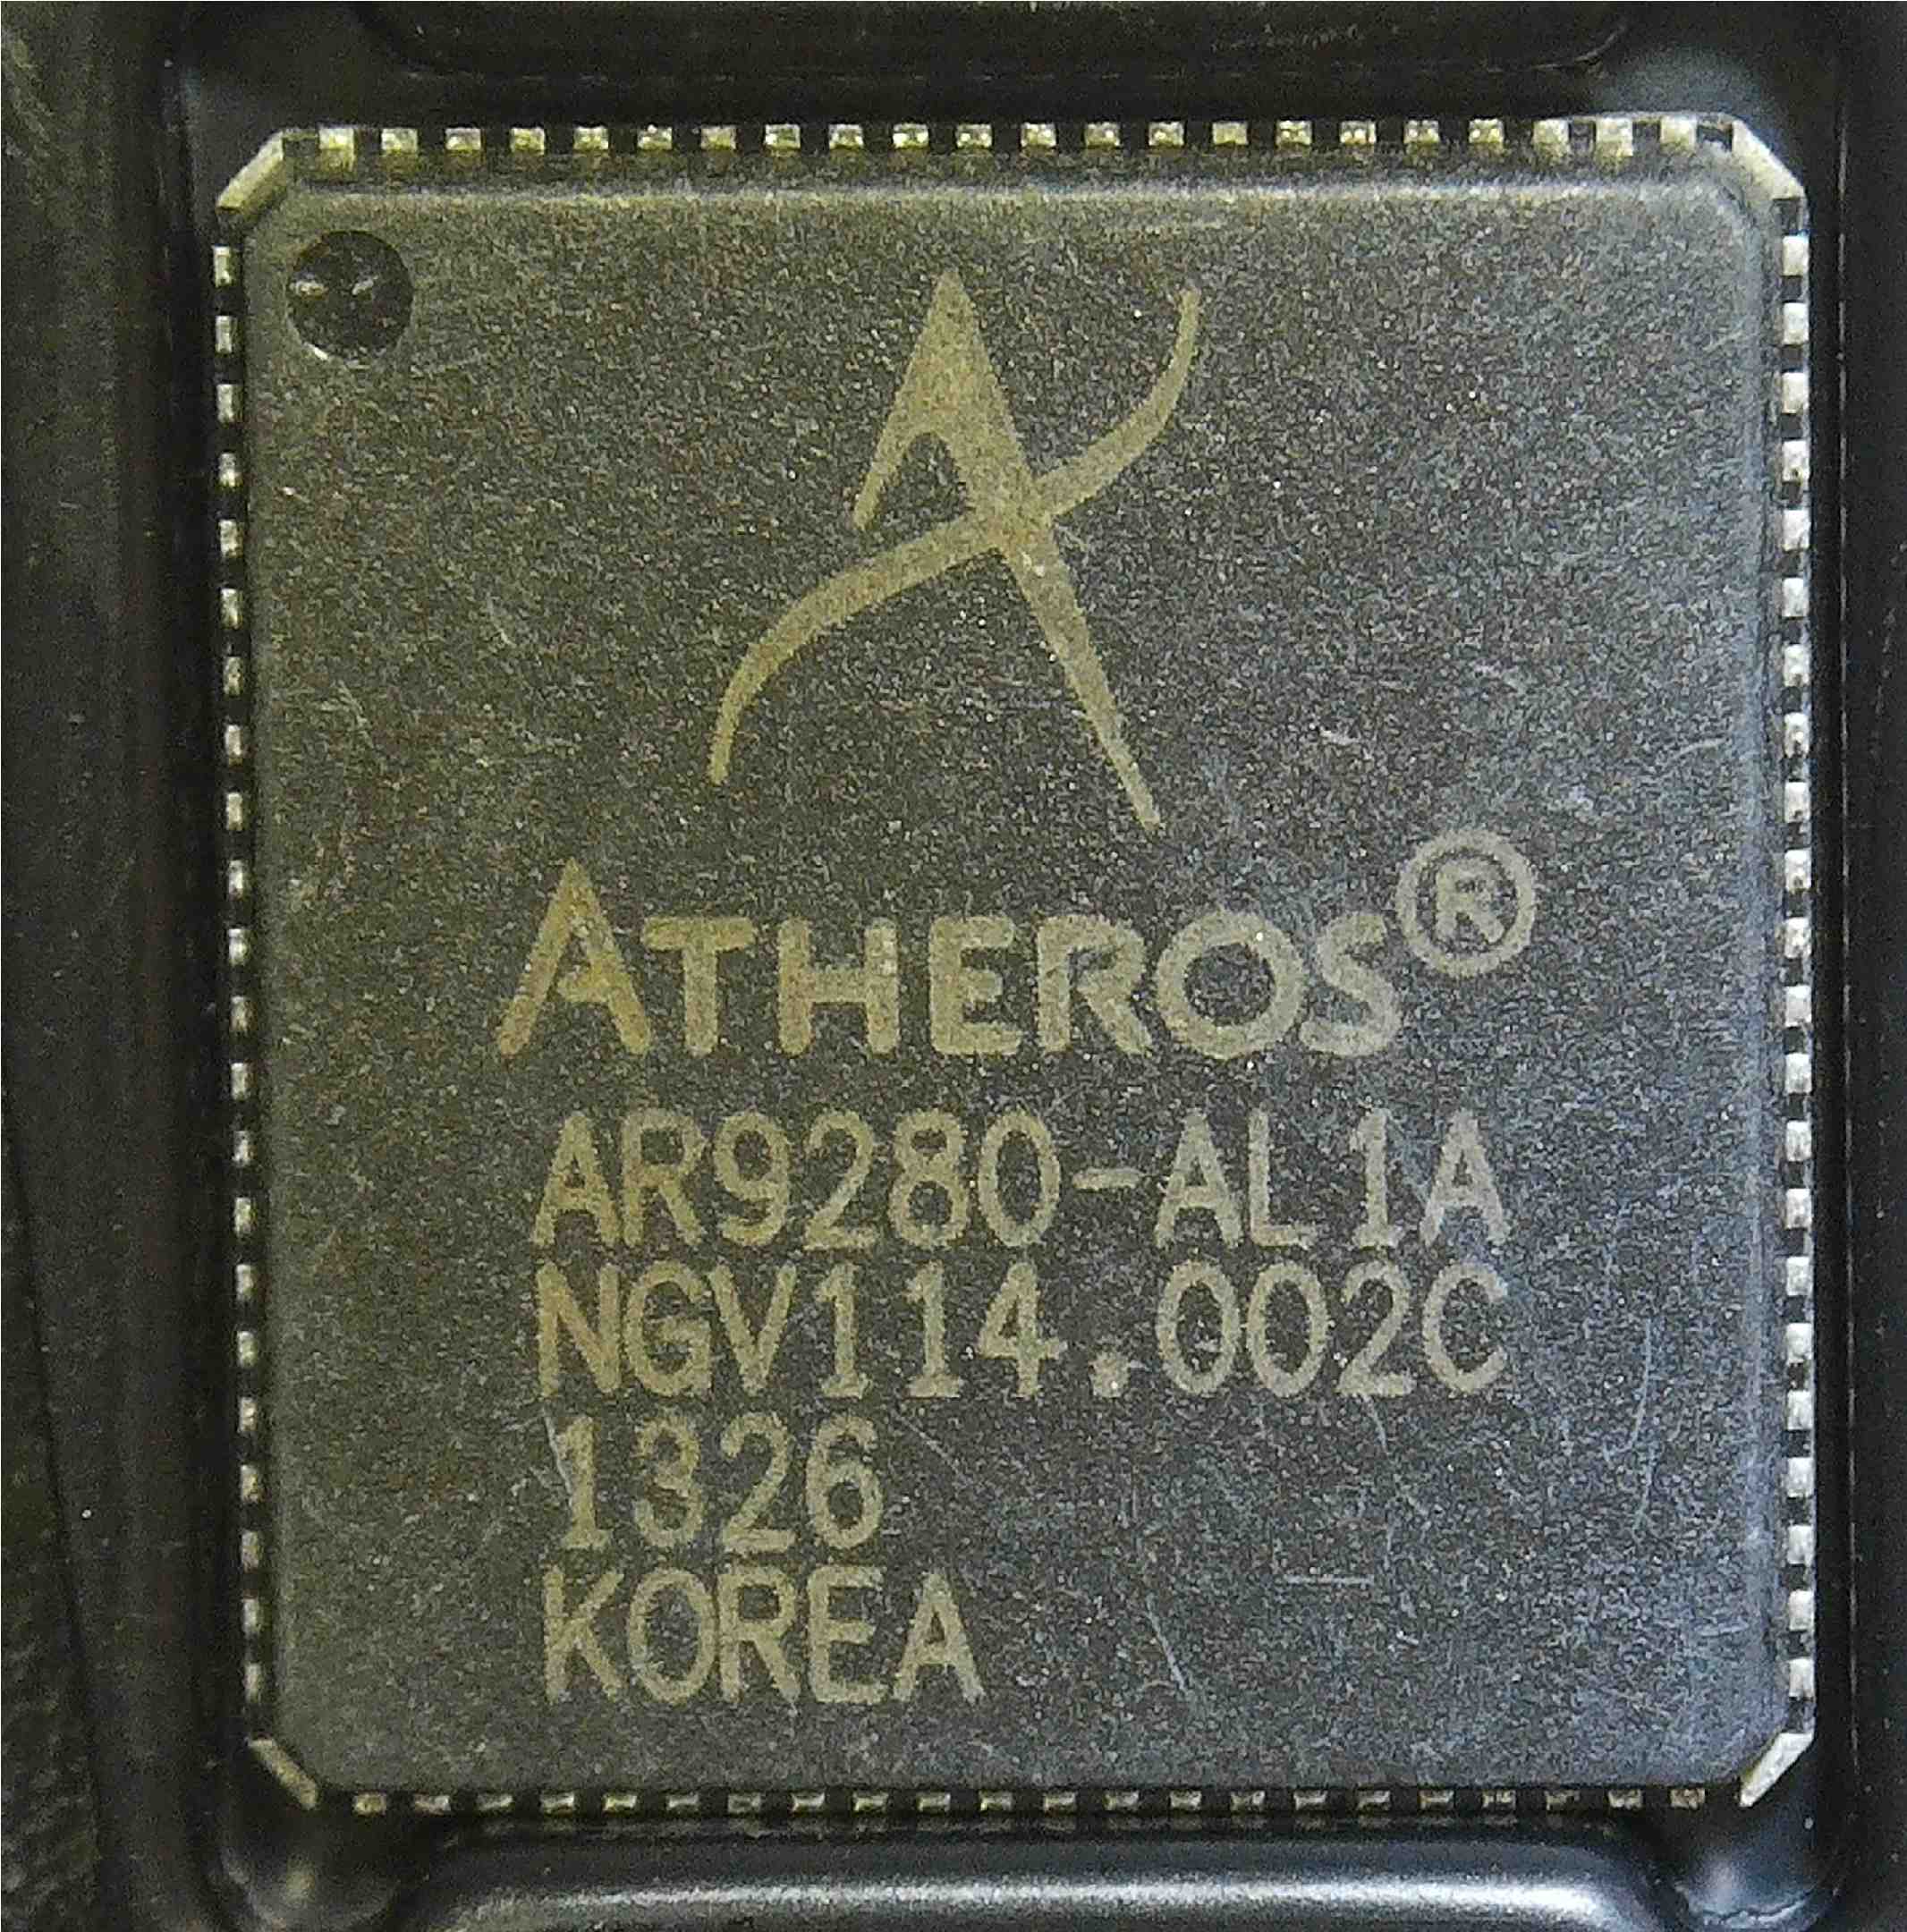 ATHEROS®
AR9280-AL1A
NGV114.002C
1326
KOREA